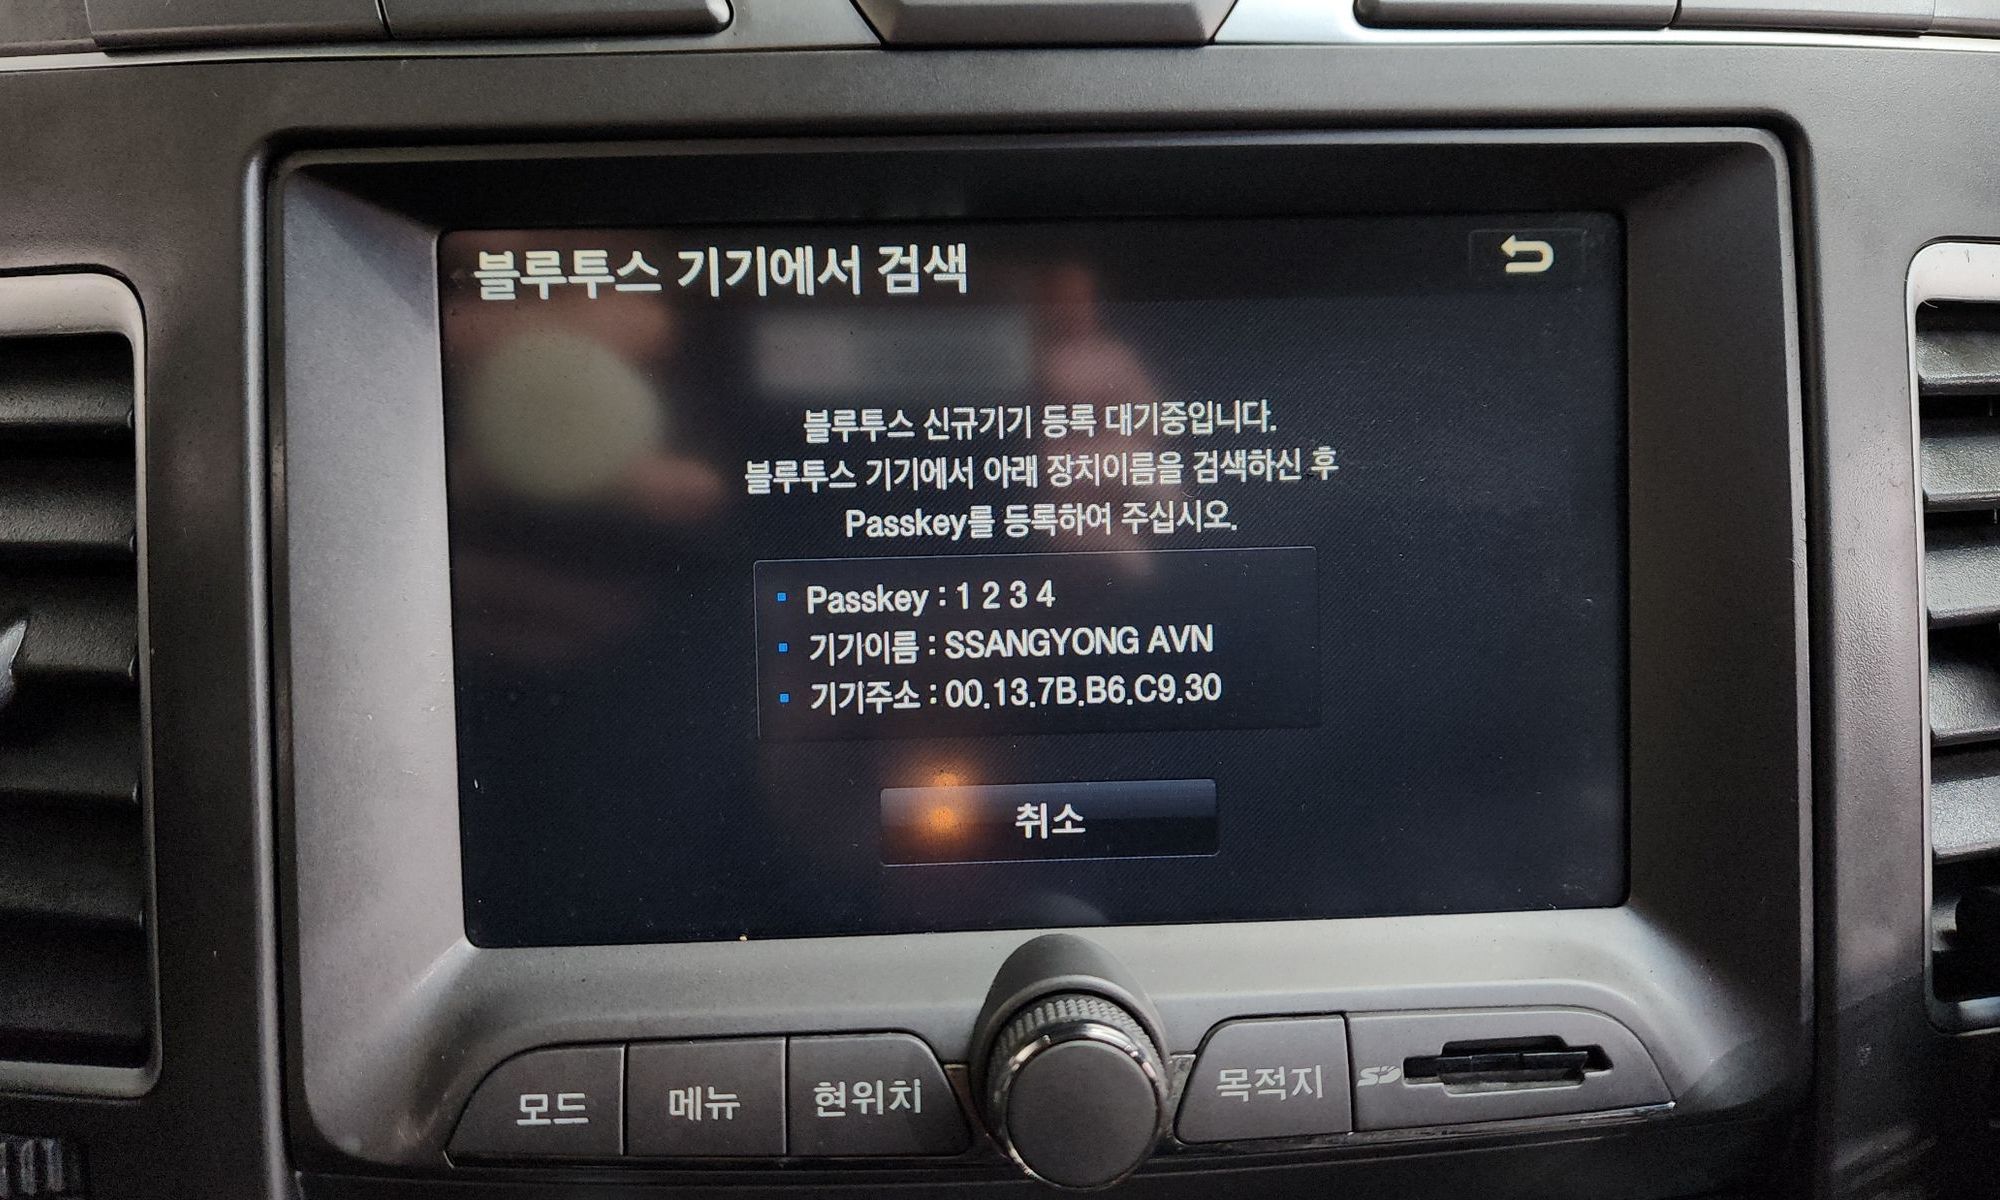 블루투스 기기에서 검색
블루투스 신규기기 등록 대기중입니다.
블루투스 기기에서 아래 장치이름을 검색하신 후
Passkey를 등록하여 주십시오.
Passkey : 1 2 3 4
기기이름 : SSANGYONG AVN
기기주소 : 00.13.7B.B6.C9.30
취소
모드
메뉴
현위치
목적지
SD